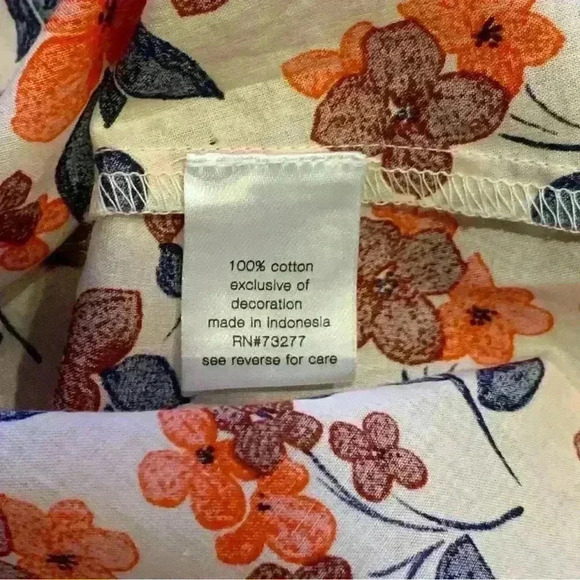 100% cotton
exclusive of
decoration
made in Indonesia
RN#73277
see reverse for care